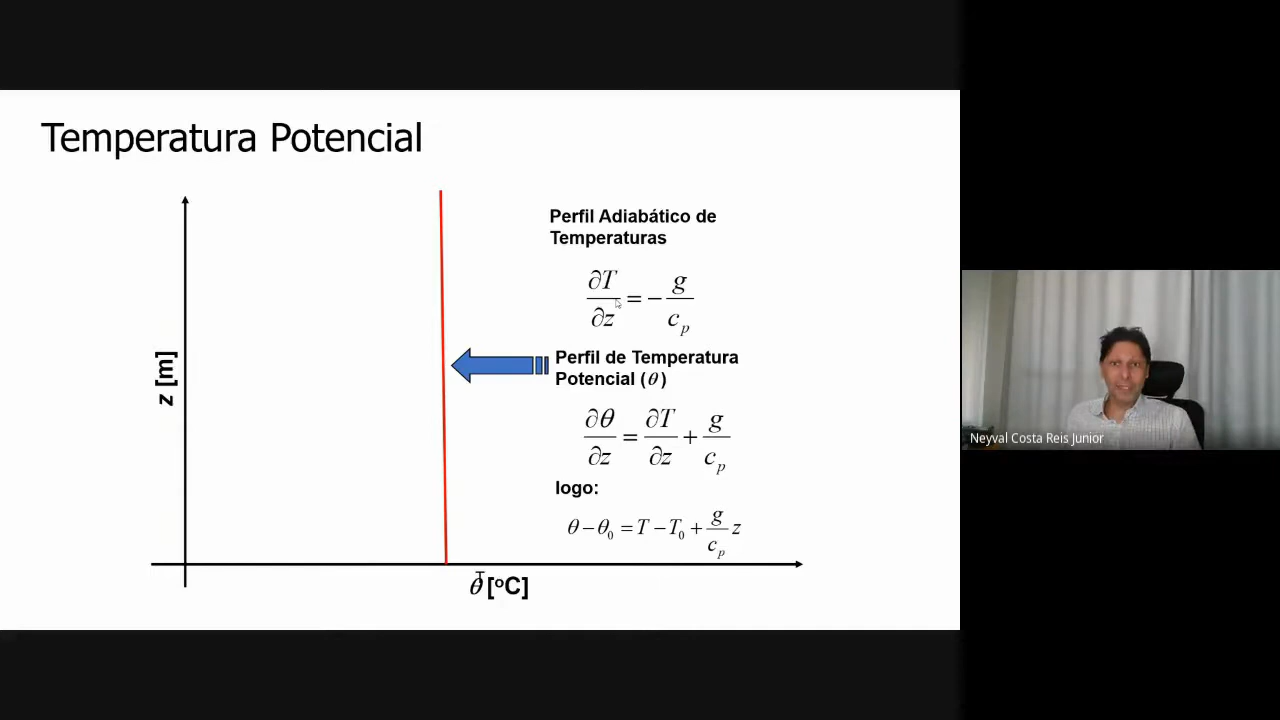 Temperatura Potencial
Perfil Adiabático de
Temperaturas
∂T/∂z = − g/c_p
Perfil de Temperatura
Potencial (θ)
∂θ/∂z = ∂T/∂z + g/c_p
logo:
θ − θ₀ = T − T₀ + g/c_p z
z [m]
T
θ [ºC]
Neyval Costa Reis Junior